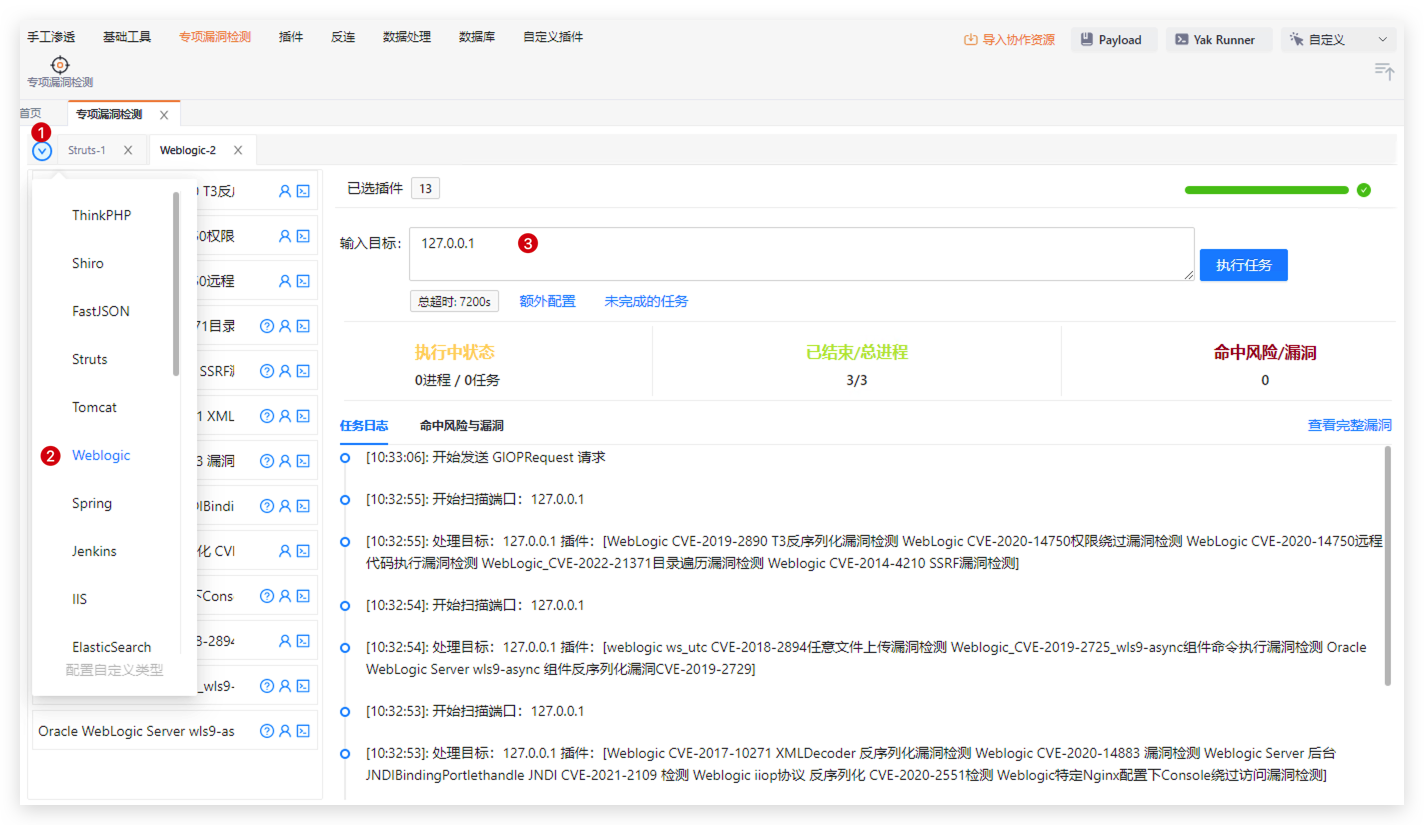 手工渗透 基础工具 专项漏洞检测 插件 反连 数据处理 数据库 自定义插件 导入协作资源 Payload Yak Runner 自定义
专项漏洞检测
首页 专项漏洞检测
1
Struts-1 Weblogic-2
ThinkPHP
Shiro
FastJSON
Struts
Tomcat
2 Weblogic
Spring
Jenkins
IIS
ElasticSearch
配置自定义类型
T3反
50权限
50远程
71目录
SSRF
1 XML
3 漏洞
IBindi
化 CVI
Cons
8-2894
_wls9-
Oracle WebLogic Server wls9-as
已选插件 13
输入目标: 127.0.0.1 3
执行任务
总超时: 7200s 额外配置 未完成的任务
执行中状态 已结束/总进程 命中风险/漏洞
0进程 / 0任务 3/3 0
任务日志 命中风险与漏洞 查看完整漏洞
[10:33:06]: 开始发送 GIOPRequest 请求
[10:32:55]: 开始扫描端口：127.0.0.1
[10:32:55]: 处理目标：127.0.0.1 插件：[WebLogic CVE-2019-2890 T3反序列化漏洞检测 WebLogic CVE-2020-14750权限绕过漏洞检测 WebLogic CVE-2020-14750远程
代码执行漏洞检测 WebLogic_CVE-2022-21371目录遍历漏洞检测 Weblogic CVE-2014-4210 SSRF漏洞检测]
[10:32:54]: 开始扫描端口：127.0.0.1
[10:32:54]: 处理目标：127.0.0.1 插件：[weblogic ws_utc CVE-2018-2894任意文件上传漏洞检测 Weblogic_CVE-2019-2725_wls9-async组件命令执行漏洞检测 Oracle
WebLogic Server wls9-async 组件反序列化漏洞CVE-2019-2729]
[10:32:53]: 开始扫描端口：127.0.0.1
[10:32:53]: 处理目标：127.0.0.1 插件：[Weblogic CVE-2017-10271 XMLDecoder 反序列化漏洞检测 Weblogic CVE-2020-14883 漏洞检测 Weblogic Server 后台
JNDIBindingPortlethandle JNDI CVE-2021-2109 检测 Weblogic iiop协议 反序列化 CVE-2020-2551检测 Weblogic特定Nginx配置下Console绕过访问漏洞检测]